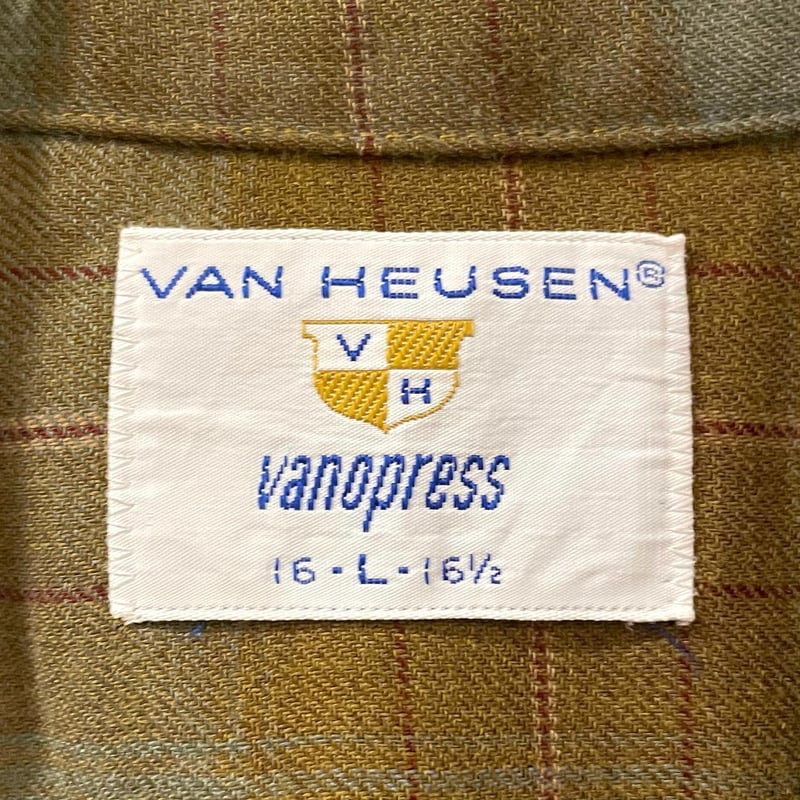 VAN HEUSEN®
V
H
vanopress
16-L-16½